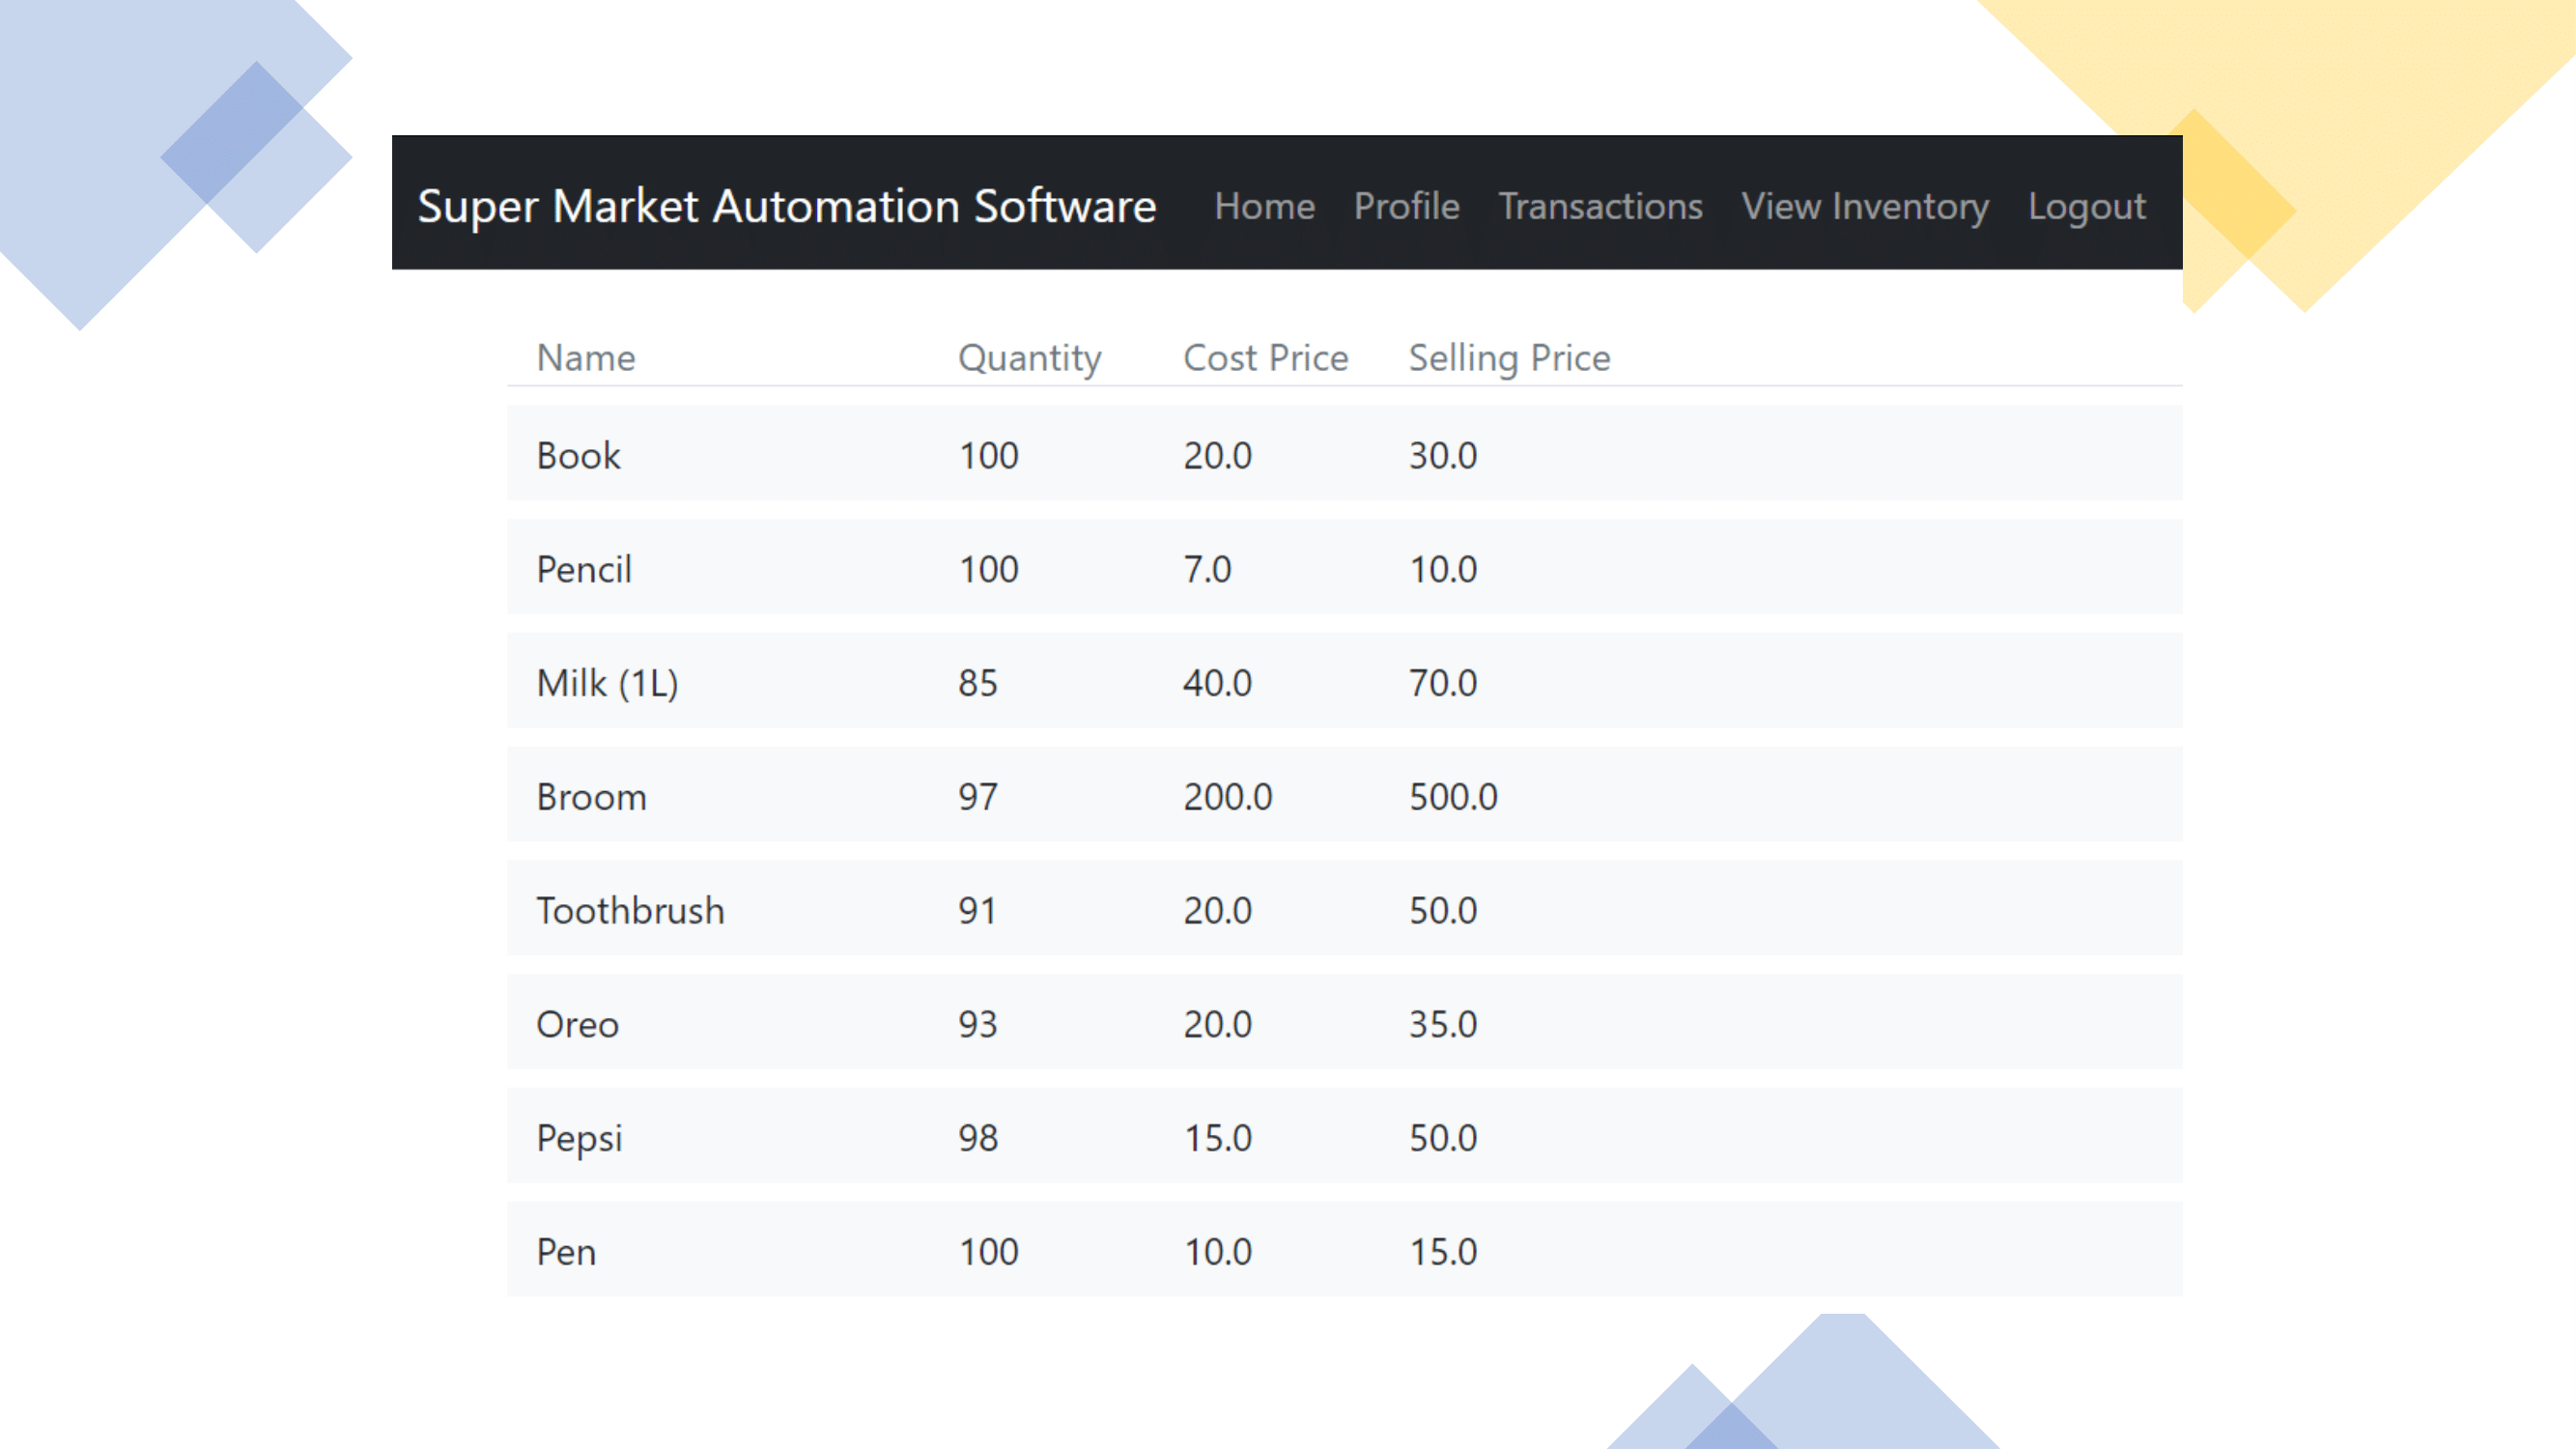 Super Market Automation Software Home Profile Transactions View Inventory Logout
Name Quantity Cost Price Selling Price
Book 100 20.0 30.0
Pencil 100 7.0 10.0
Milk (1L) 85 40.0 70.0
Broom 97 200.0 500.0
Toothbrush 91 20.0 50.0
Oreo 93 20.0 35.0
Pepsi 98 15.0 50.0
Pen 100 10.0 15.0